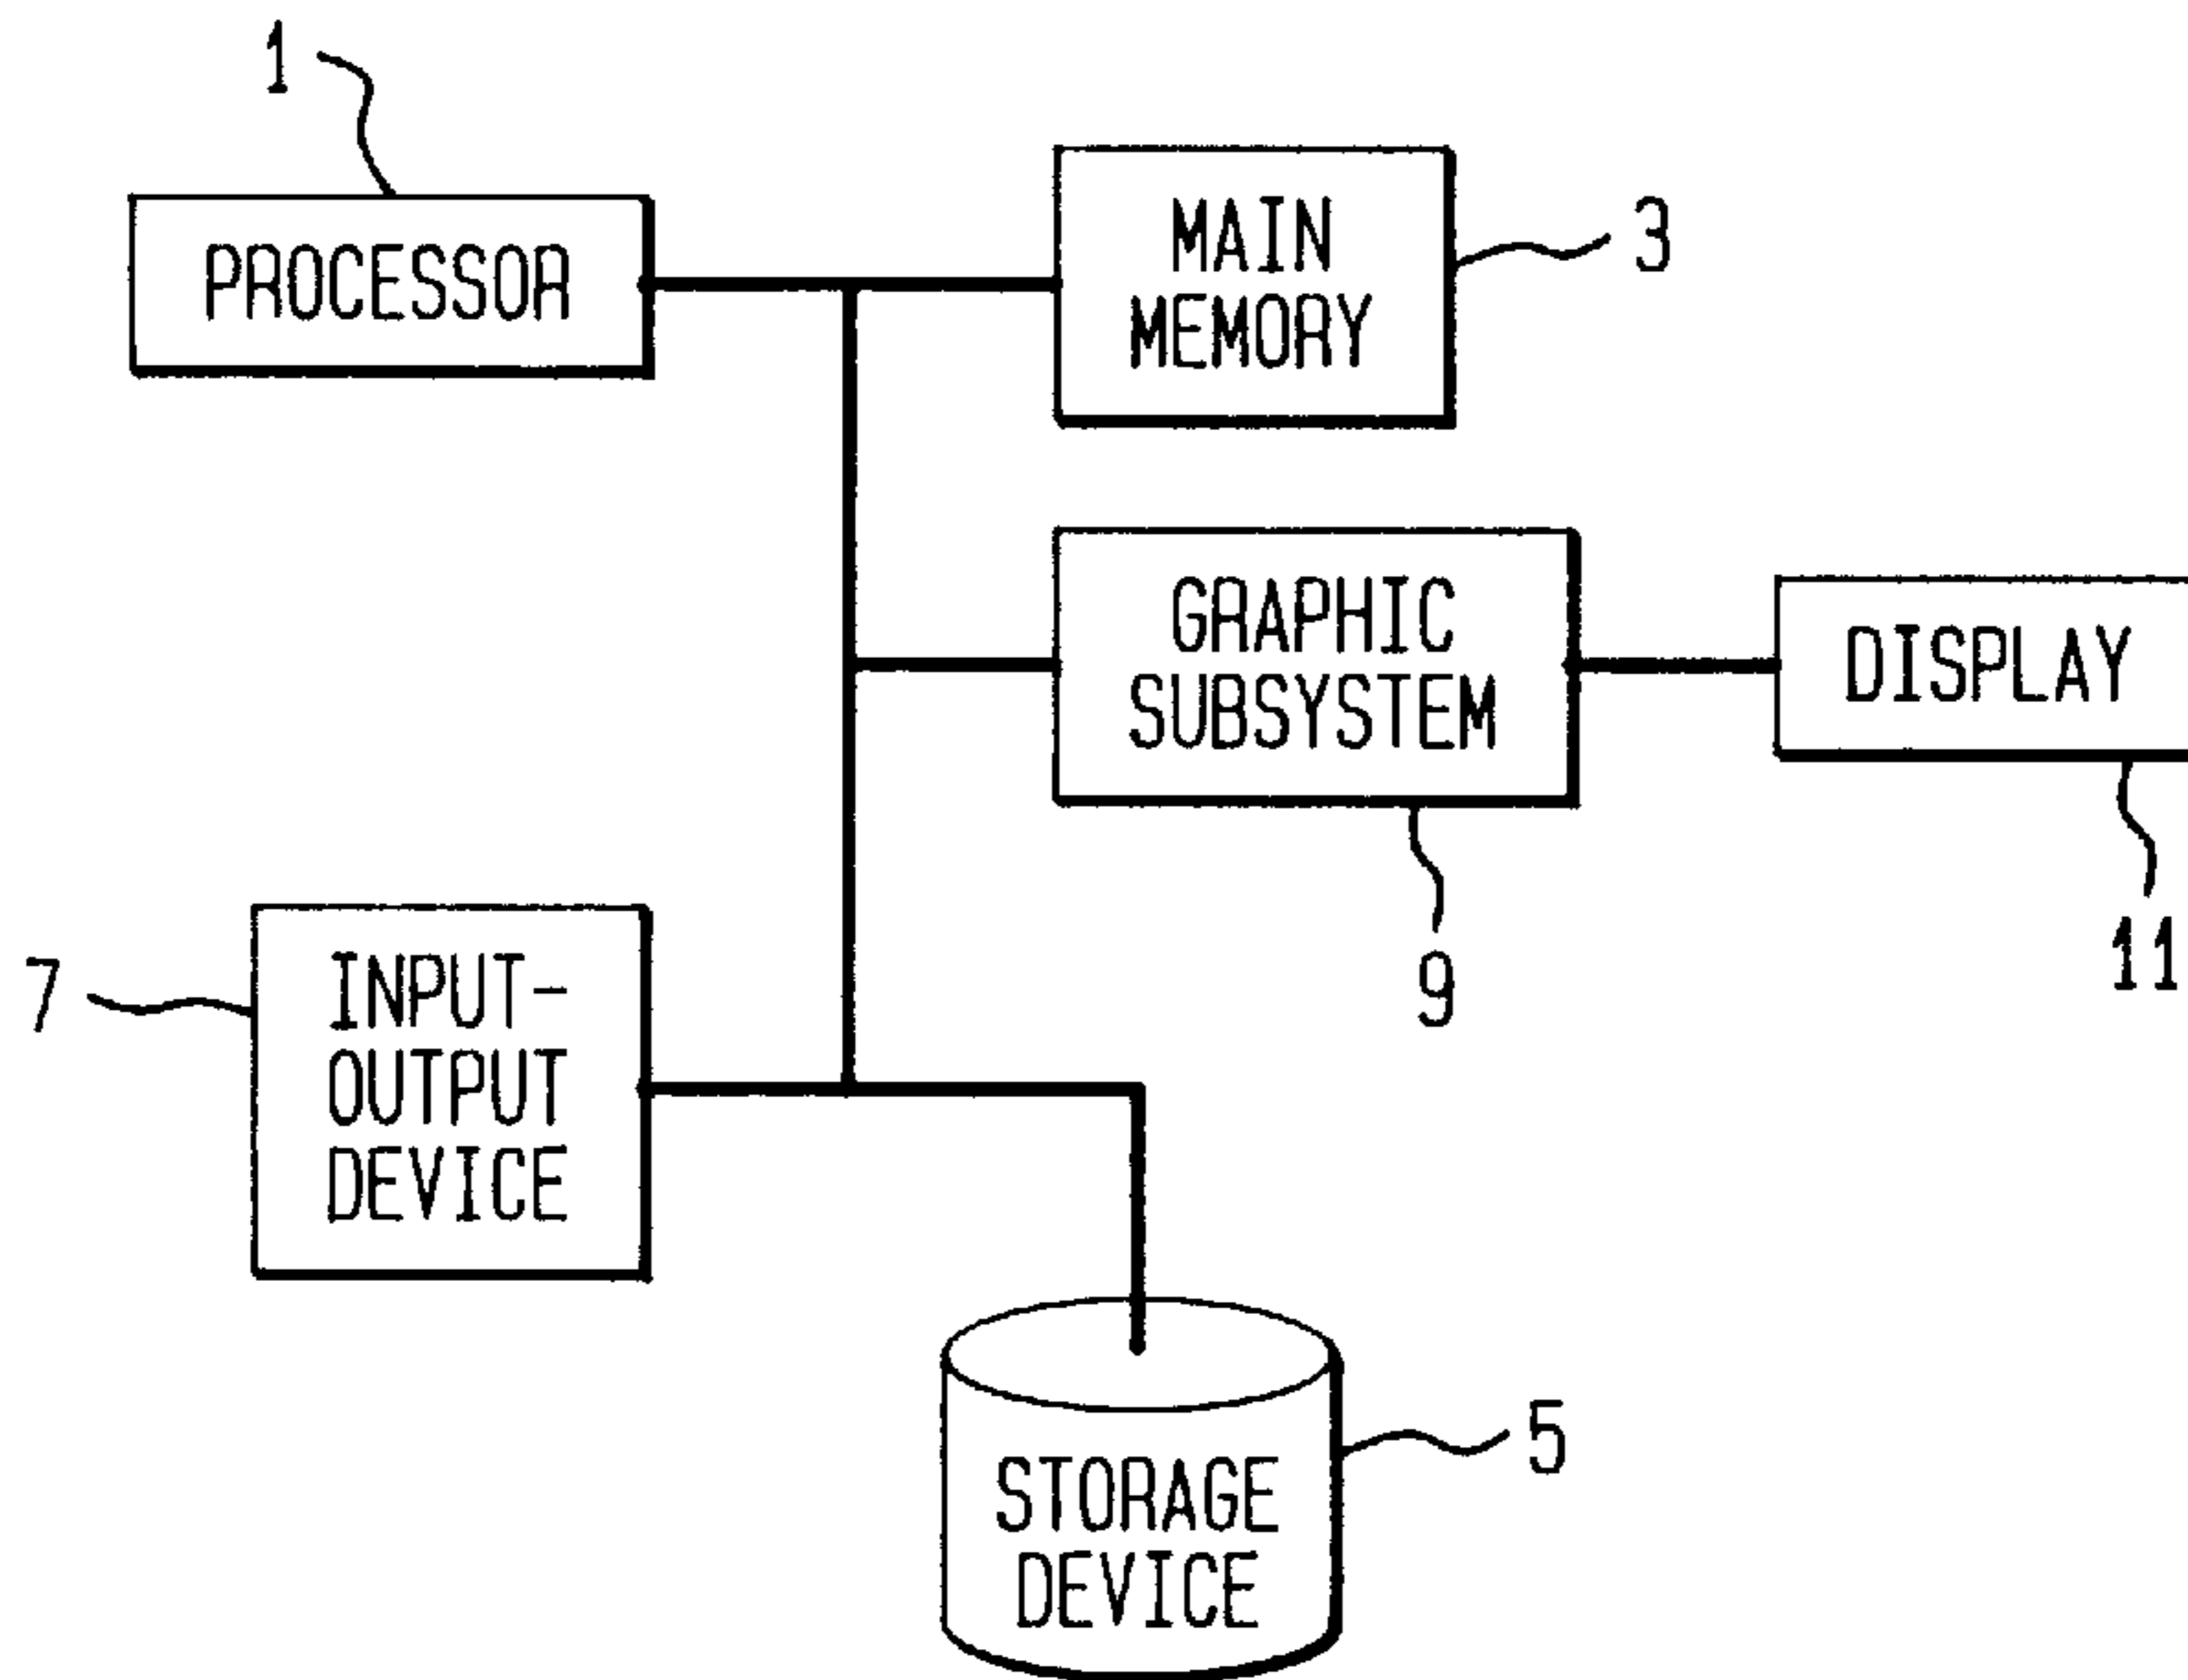 1
PROCESSOR
MAIN
MEMORY
3
GRAPHIC
SUBSYSTEM
9
DISPLAY
11
7
INPUT-
OUTPUT
DEVICE
STORAGE
DEVICE
5